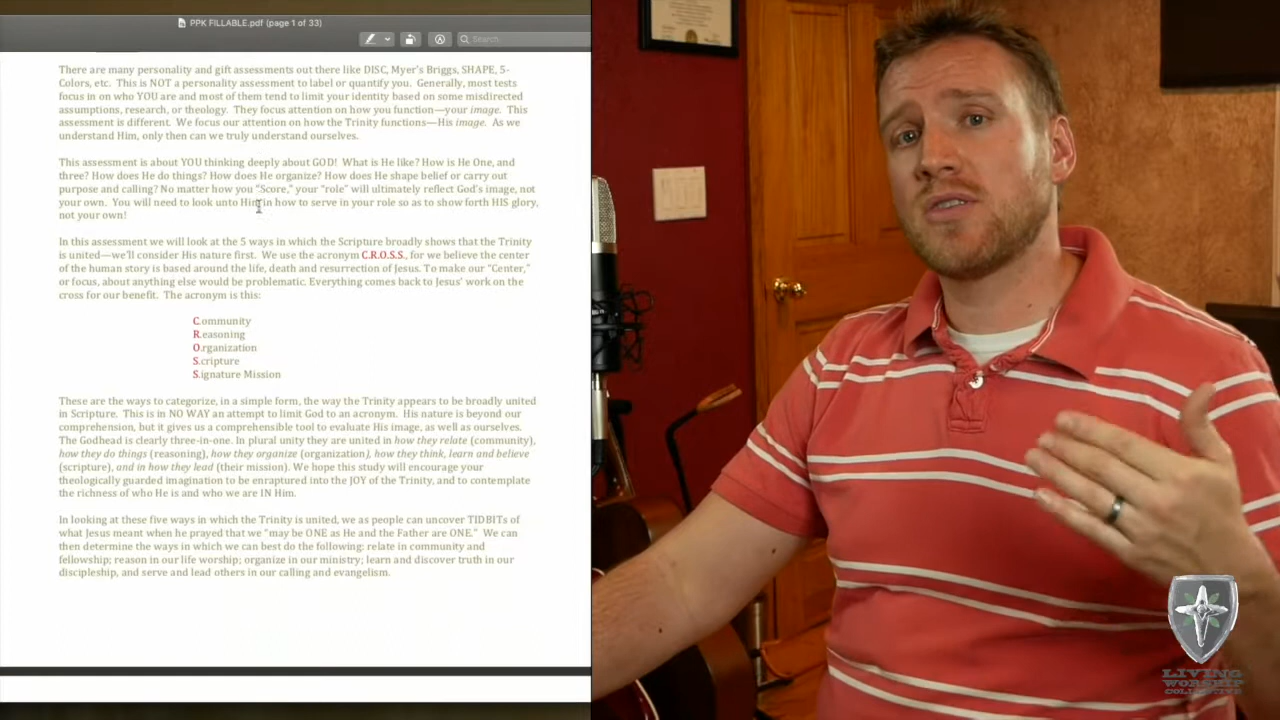 PPK FILLABLE.pdf (page 1 of 33)
Search
There are many personality and gift assessments out there like DISC, Myer's Briggs, SHAPE, 5-
Colors, etc. This is NOT a personality assessment to label or quantify you. Generally, most tests
focus in on who YOU are and most of them tend to limit your identity based on some misdirected
assumptions, research, or theology. They focus attention on how you function—your image. This
assessment is different. We focus our attention on how the Trinity functions—His image. As we
understand Him, only then can we truly understand ourselves.
This assessment is about YOU thinking deeply about GOD! What is He like? How is He One, and
three? How does He do things? How does He organize? How does He shape belief or carry out
purpose and calling? No matter how you "Score," your "role" will ultimately reflect God's image, not
your own. You will need to look unto Him in how to serve in your role so as to show forth HIS glory,
not your own!
In this assessment we will look at the 5 ways in which the Scripture broadly shows that the Trinity
is united—we'll consider His nature first. We use the acronym C.R.O.S.S., for we believe the center
of the human story is based around the life, death and resurrection of Jesus. To make our "Center,"
or focus, about anything else would be problematic. Everything comes back to Jesus' work on the
cross for our benefit. The acronym is this:
C.ommunity
R.easoning
O.rganization
S.cripture
S.ignature Mission
These are the ways to categorize, in a simple form, the way the Trinity appears to be broadly united
in Scripture. This is in NO WAY an attempt to limit God to an acronym. His nature is beyond our
comprehension, but it gives us a comprehensible tool to evaluate His image, as well as ourselves.
The Godhead is clearly three-in-one. In plural unity they are united in how they relate (community),
how they do things (reasoning), how they organize (organization), how they think, learn and believe
(scripture), and in how they lead (their mission). We hope this study will encourage your
theologically guarded imagination to be enraptured into the JOY of the Trinity, and to contemplate
the richness of who He is and who we are IN Him.
In looking at these five ways in which the Trinity is united, we as people can uncover TIDBITs of
what Jesus meant when he prayed that we "may be ONE as He and the Father are ONE." We can
then determine the ways in which we can best do the following: relate in community and
fellowship; reason in our life worship; organize in our ministry; learn and discover truth in our
discipleship, and serve and lead others in our calling and evangelism.
LIVING
WORSHIP
COLLECTIVE